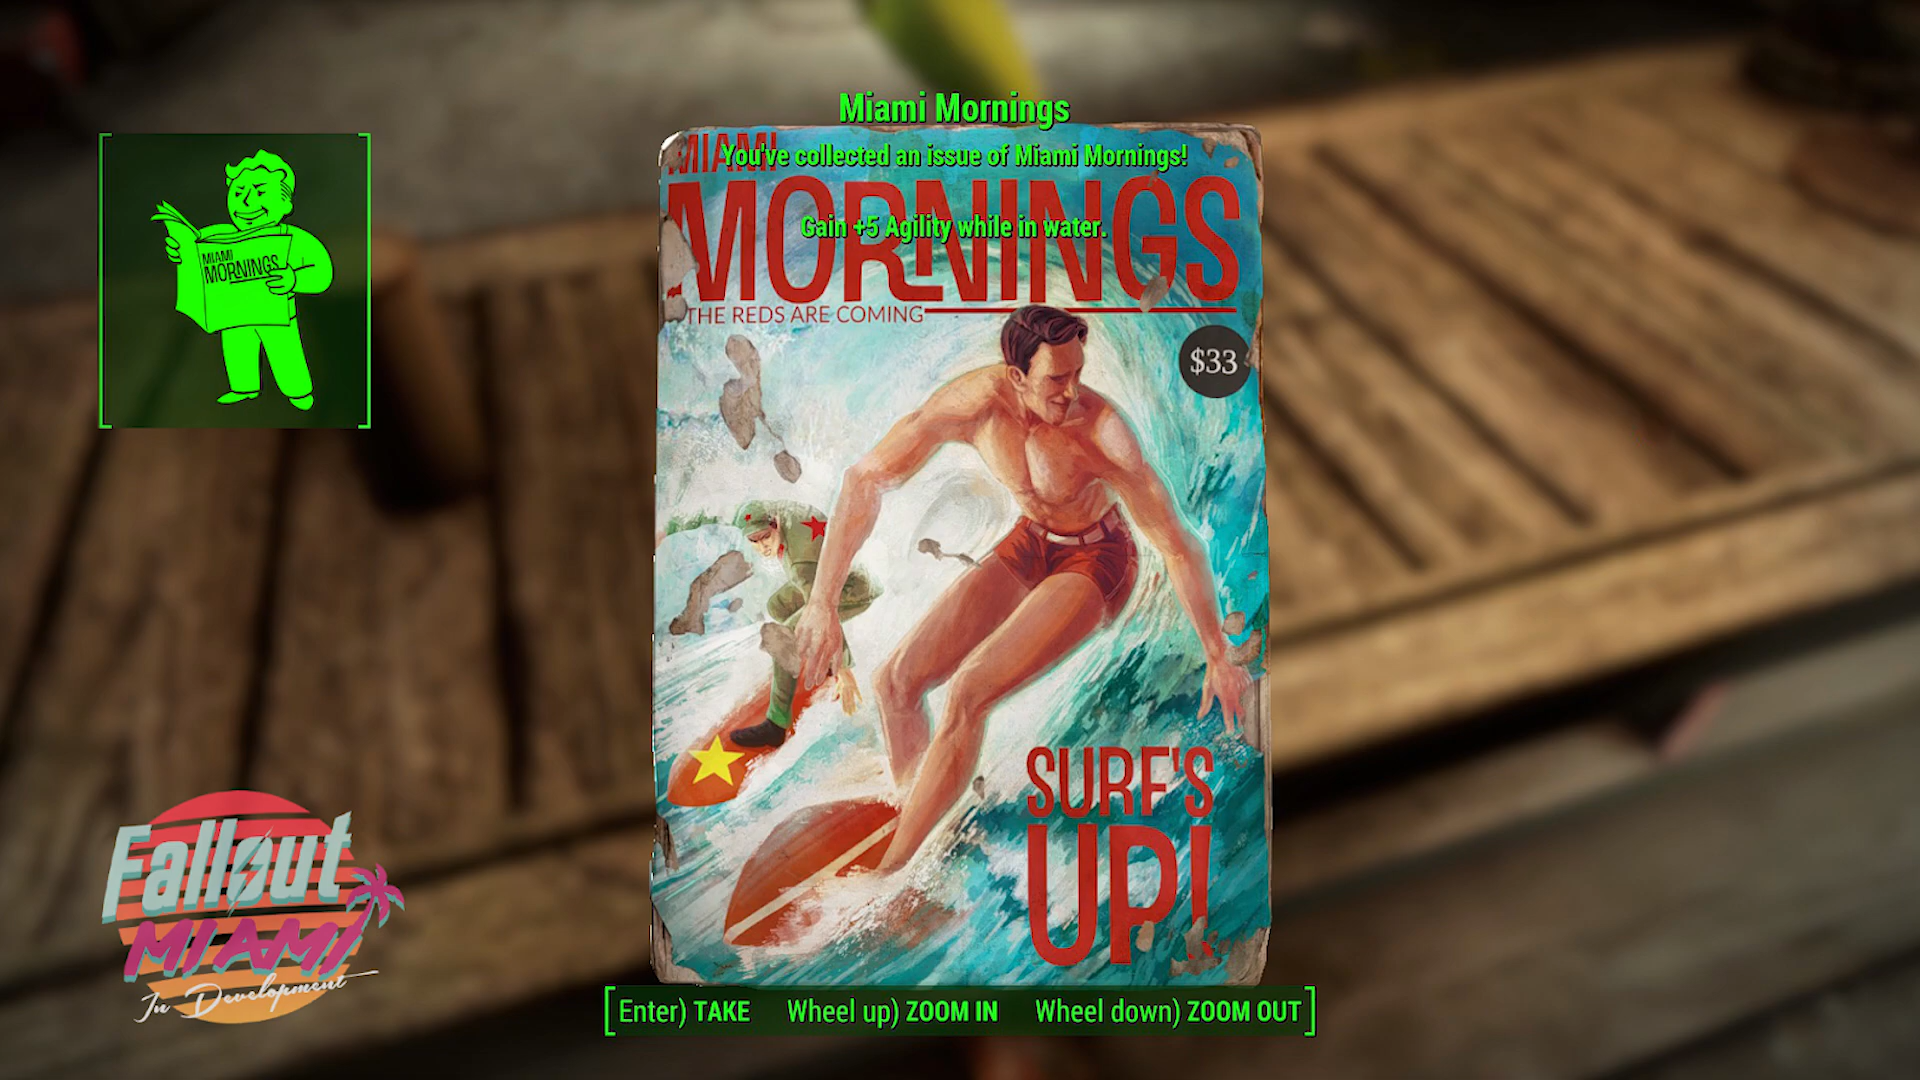 Miami Mornings
You've collected an issue of Miami Mornings!
Gain +5 Agility while in water.
MIAMI
MORNINGS
THE REDS ARE COMING
$33
SURF'S
UP!
MIAMI
MORNINGS
Fallout
MIAMI
In Development
Enter) TAKE Wheel up) ZOOM IN Wheel down) ZOOM OUT